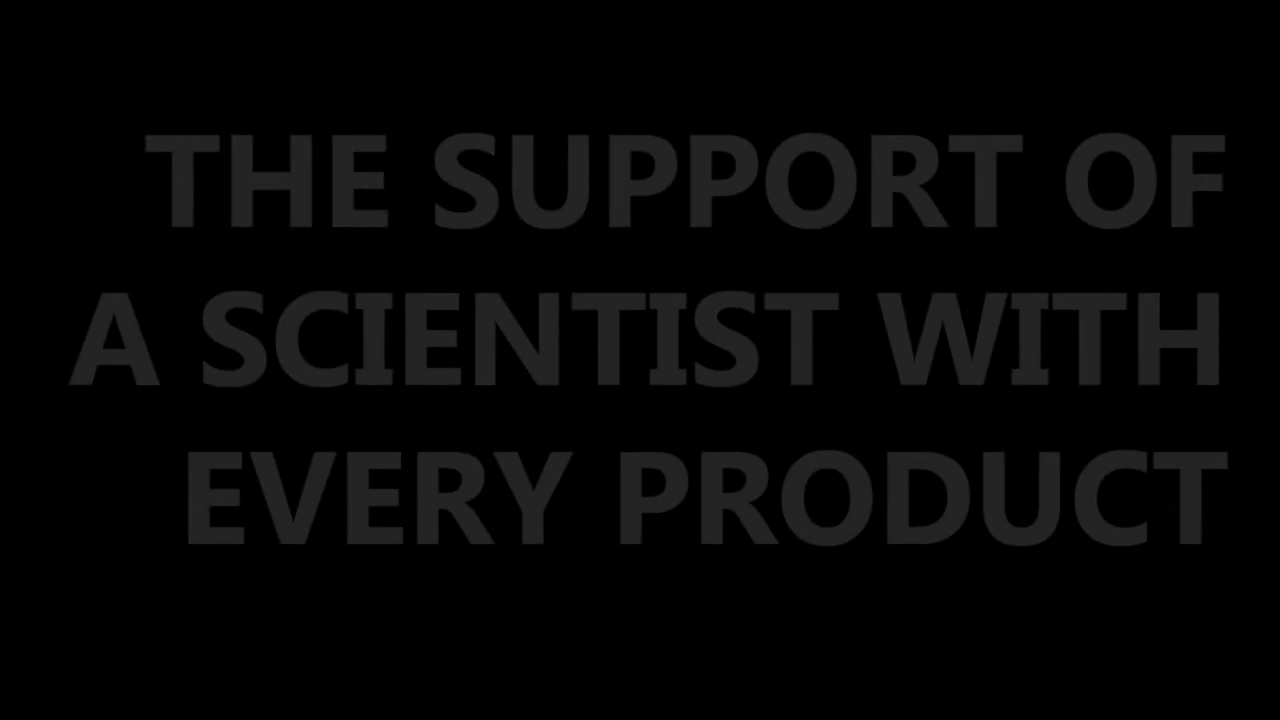 THE SUPPORT OF
A SCIENTIST WITH
EVERY PRODUCT